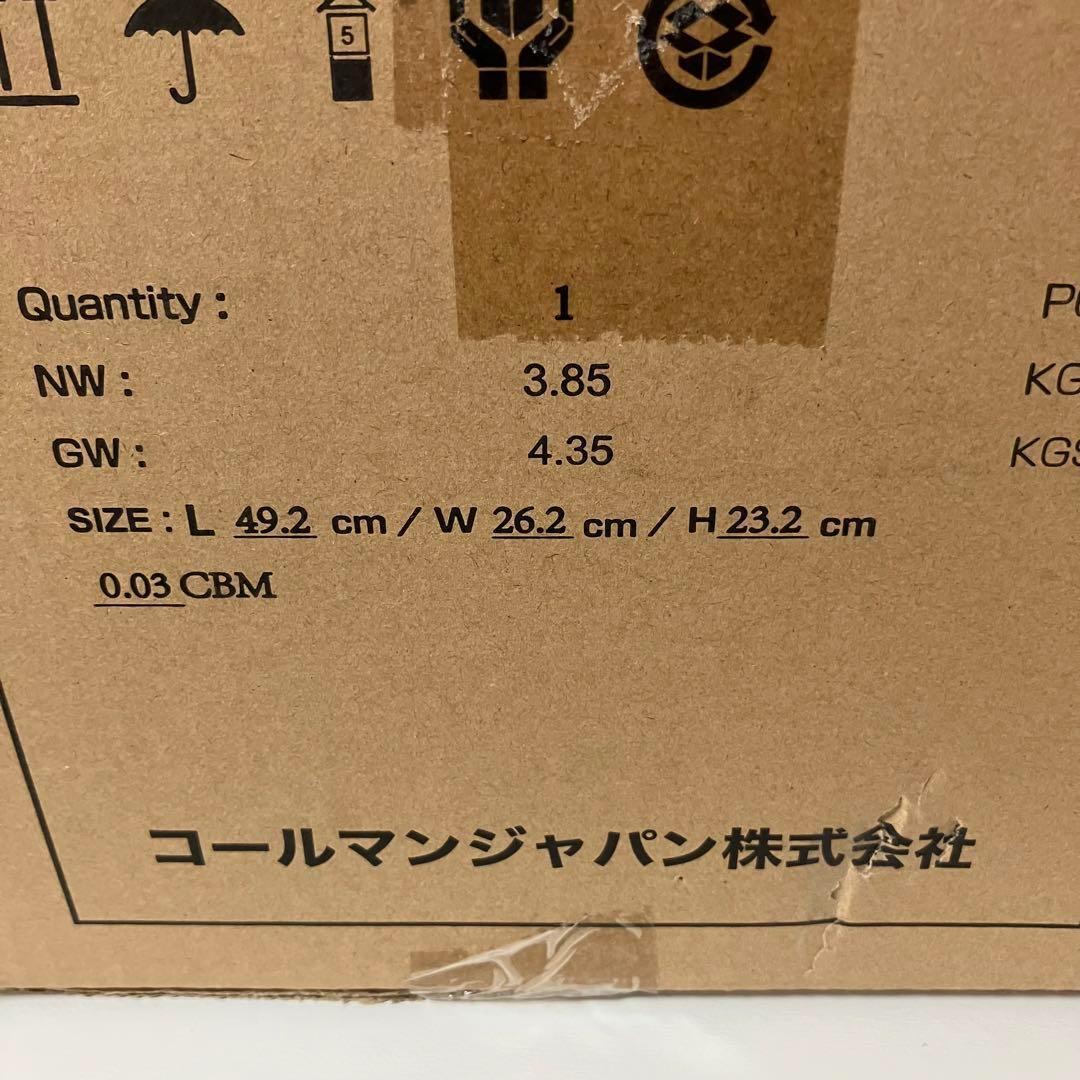 5
Quantity : 1
NW : 3.85
GW : 4.35
SIZE : L 49.2 cm / W 26.2 cm / H 23.2 cm
0.03 CBM
コールマンジャパン株式会社